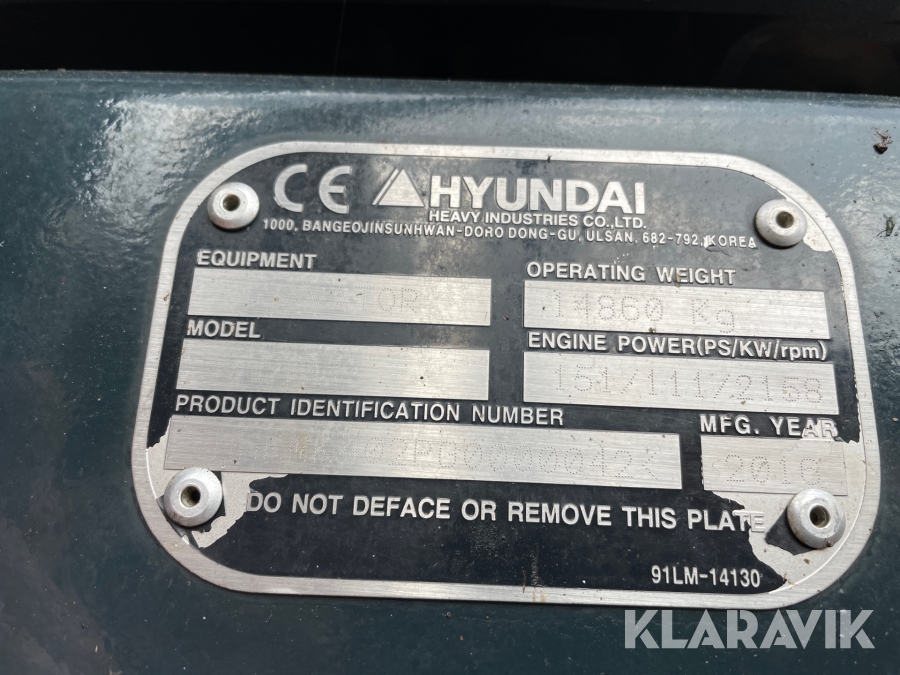 CE HYUNDAI
HEAVY INDUSTRIES CO., LTD.
1000, BANGEOJINSUNHWAN-DORO DONG-GU, ULSAN, 682-792, KOREA
EQUIPMENT
OPERATING WEIGHT
14860 Kg
MODEL
ENGINE POWER(PS/KW/rpm)
151/111/2158
PRODUCT IDENTIFICATION NUMBER
MFG. YEAR
DO NOT DEFACE OR REMOVE THIS PLATE
91LM-14130
KLARAVIK